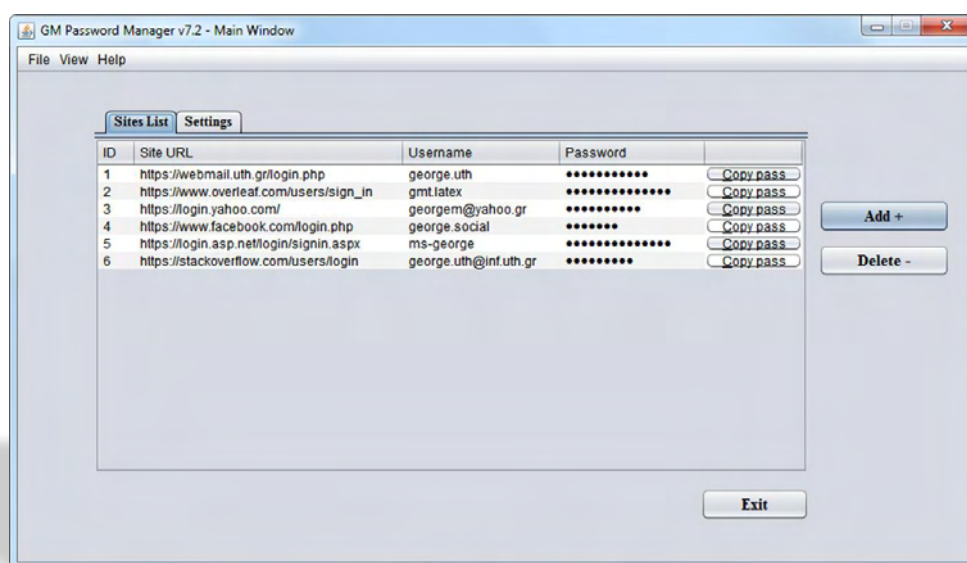 GM Password Manager v7.2 - Main Window
File View Help
Sites List Settings
ID Site URL Username Password
1 https://webmail.uth.gr/login.php george.uth ••••••••••• Copy pass
2 https://www.overleaf.com/users/sign_in gmt.latex •••••••••••••• Copy pass
3 https://login.yahoo.com/ georgem@yahoo.gr •••••••••• Copy pass
4 https://www.facebook.com/login.php george.social ••••••• Copy pass
5 https://login.asp.net/login/signin.aspx ms-george •••••••••••••• Copy pass
6 https://stackoverflow.com/users/login george.uth@inf.uth.gr ••••••••• Copy pass
Add +
Delete -
Exit